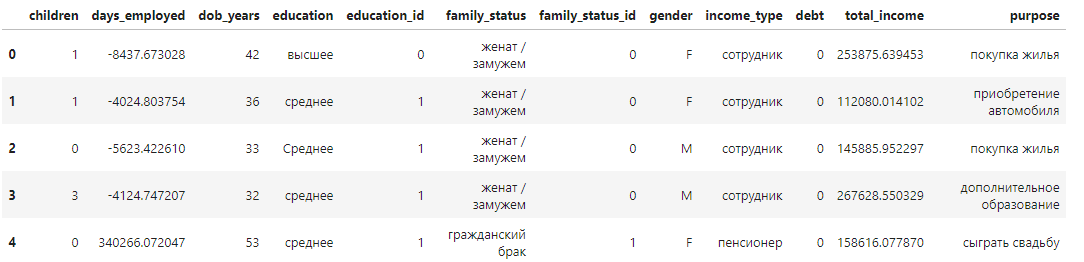 children days_employed dob_years education education_id family_status family_status_id gender income_type debt total_income purpose
0 1 -8437.673028 42 высшее 0 женат / замужем 0 F сотрудник 0 253875.639453 покупка жилья
1 1 -4024.803754 36 среднее 1 женат / замужем 0 F сотрудник 0 112080.014102 приобретение автомобиля
2 0 -5623.422610 33 Среднее 1 женат / замужем 0 M сотрудник 0 145885.952297 покупка жилья
3 3 -4124.747207 32 среднее 1 женат / замужем 0 M сотрудник 0 267628.550329 дополнительное образование
4 0 340266.072047 53 среднее 1 гражданский брак 1 F пенсионер 0 158616.077870 сыграть свадьбу